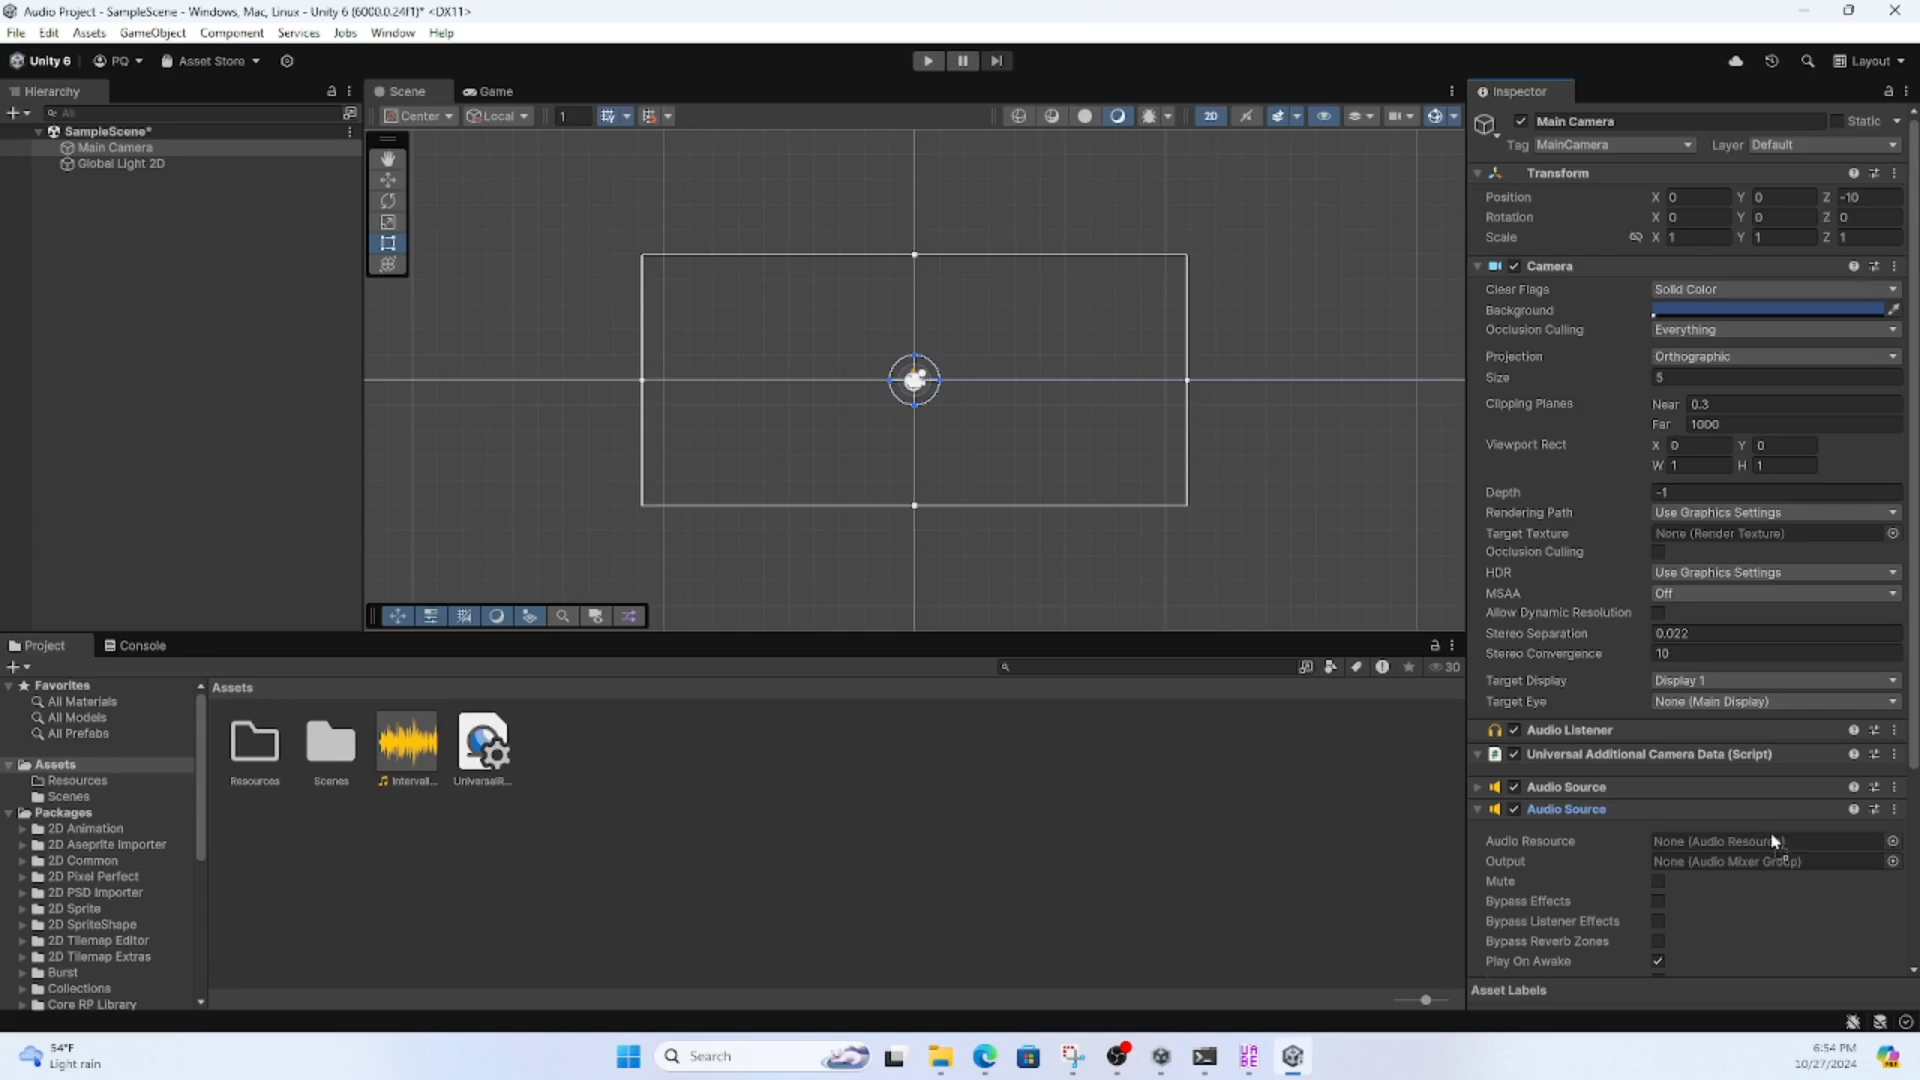 Audio Project - SampleScene - Windows, Mac, Linux - Unity 6 (6000.0.24f1)* <DX11>
File Edit Assets GameObject Component Services Jobs Window Help
Unity 6 PQ Asset Store Layout
Hierarchy
All
SampleScene*
Main Camera
Global Light 2D
Scene Game
Center Local 1 2D
Inspector
Main Camera Static
Tag MainCamera Layer Default
Transform
Position X 0 Y 0 Z -10
Rotation X 0 Y 0 Z 0
Scale X 1 Y 1 Z 1
Camera
Clear Flags Solid Color
Background
Occlusion Culling Everything
Projection Orthographic
Size 5
Clipping Planes Near 0.3
Far 1000
Viewport Rect X 0 Y 0
W 1 H 1
Depth -1
Rendering Path Use Graphics Settings
Target Texture None (Render Texture)
Occlusion Culling
HDR Use Graphics Settings
MSAA Off
Allow Dynamic Resolution
Stereo Separation 0.022
Stereo Convergence 10
Target Display Display 1
Target Eye None (Main Display)
Audio Listener
Universal Additional Camera Data (Script)
Audio Source
Audio Source
Audio Resource None (Audio Resource)
Output None (Audio Mixer Group)
Mute
Bypass Effects
Bypass Listener Effects
Bypass Reverb Zones
Play On Awake
Asset Labels
Project Console
30
Favorites
All Materials
All Models
All Prefabs
Assets
Resources
Scenes
Packages
2D Animation
2D Aseprite Importer
2D Common
2D Pixel Perfect
2D PSD Importer
2D Sprite
2D SpriteShape
2D Tilemap Editor
2D Tilemap Extras
Burst
Collections
Core RP Library
Assets
Resources Scenes Intervall... UniversalR...
54°F
Light rain
Search
UABE
6:54 PM
10/27/2024